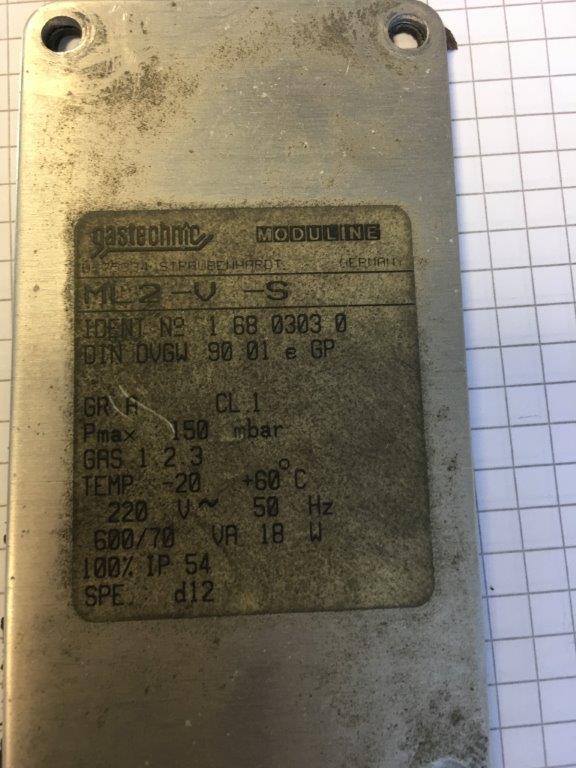 gastechnic MODULINE
STRAUBENHARDT GERMANY
ML2-V -S
IDENT Nº 1 68 0303 0
DIN DVGW 90 01 e GP
GR A CL 1
Pmax 150 mbar
GAS 1 2 3
TEMP -20 +60°C
220 V~ 50 Hz
600/70 VA 18 W
100% IP 54
SPE. d12